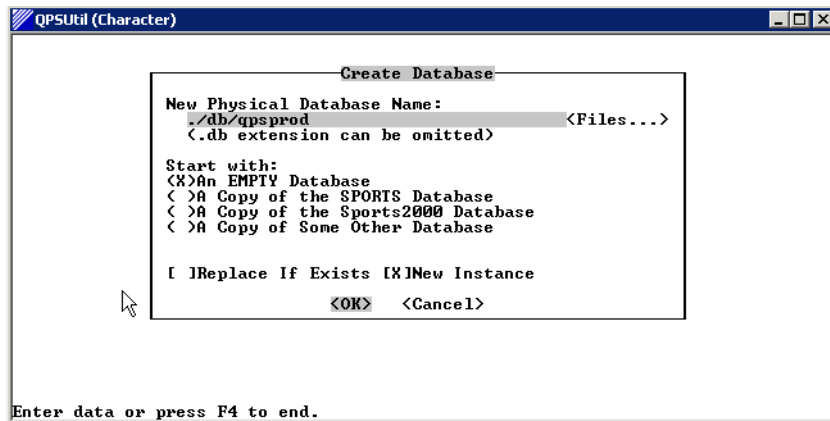 QPSUtil (Character)
Create Database
New Physical Database Name:
./db/qpsprod <Files...>
(.db extension can be omitted)
Start with:
(X)An EMPTY Database
( )A Copy of the SPORTS Database
( )A Copy of the Sports2000 Database
( )A Copy of Some Other Database
[ ]Replace If Exists [X]New Instance
<OK> <Cancel>
Enter data or press F4 to end.